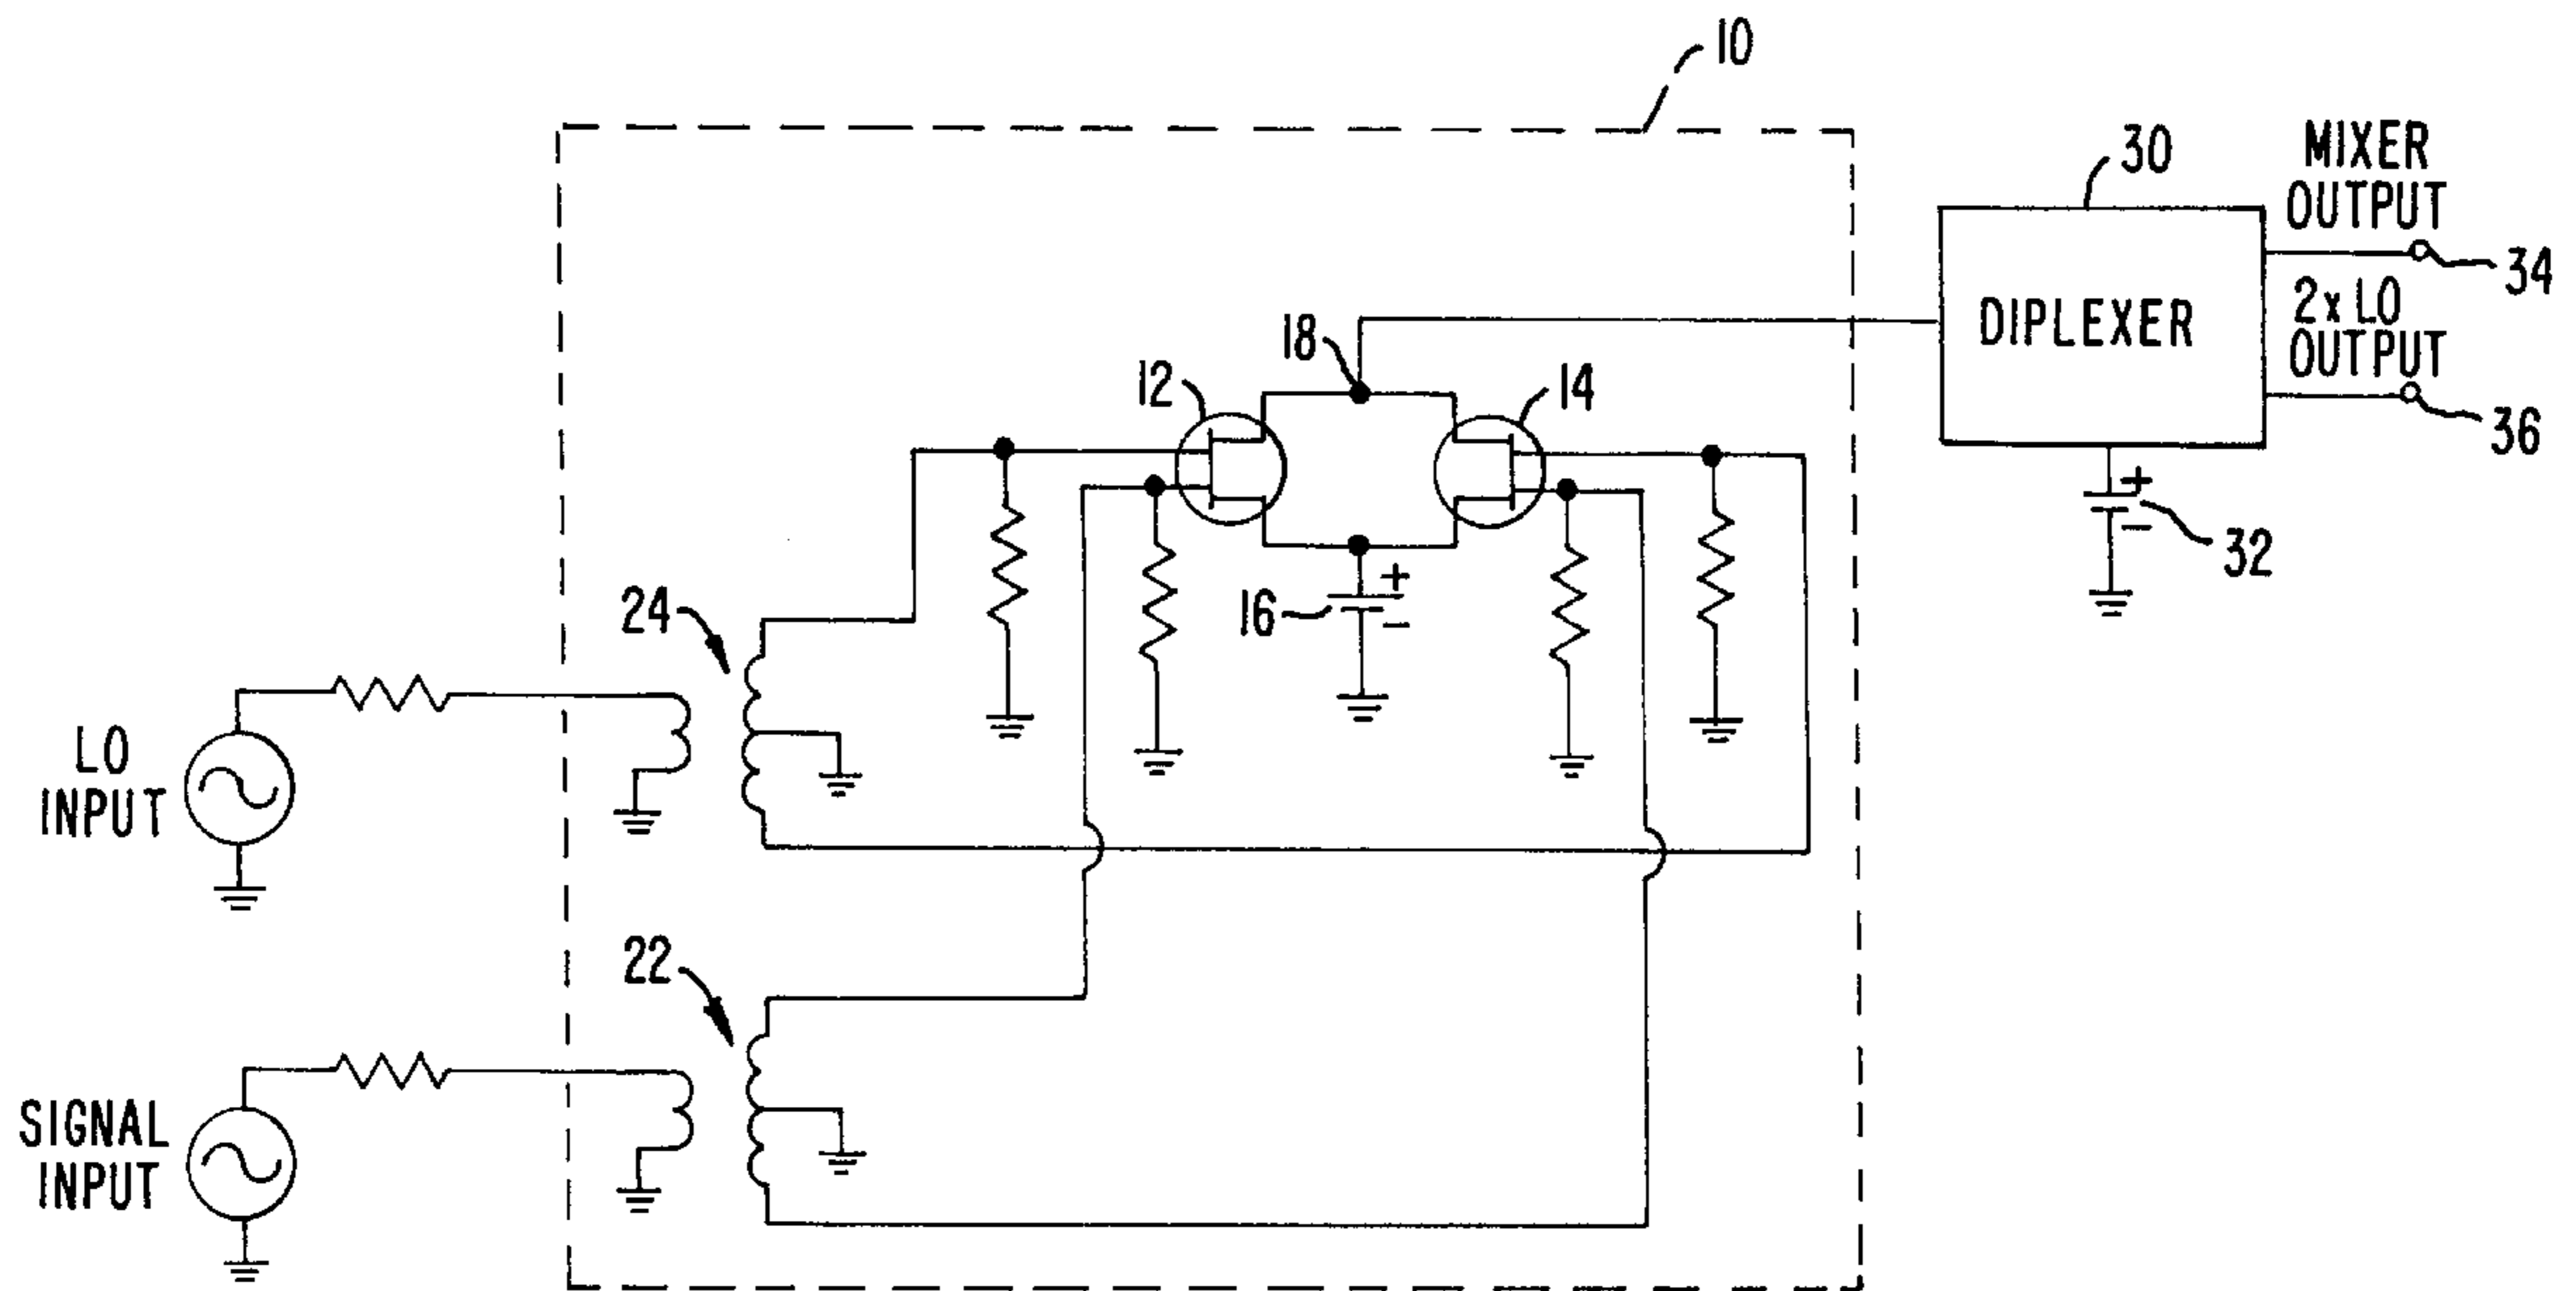 10
30
MIXER
OUTPUT
34
2x LO
OUTPUT
DIPLEXER
36
18
12
14
+
-
32
24
16
+
-
LO
INPUT
22
SIGNAL
INPUT